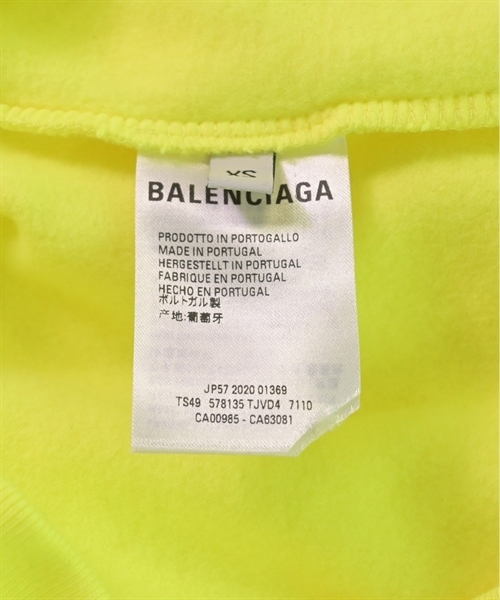 XS
BALENCIAGA
PRODOTTO IN PORTOGALLO
MADE IN PORTUGAL
HERGESTELLT IN PORTUGAL
FABRIQUE EN PORTUGAL
HECHO EN PORTUGAL
ポルトガル製
产地:葡萄牙
JP57 2020 01369
TS49 578135 TJVD4 7110
CA00985 - CA63081